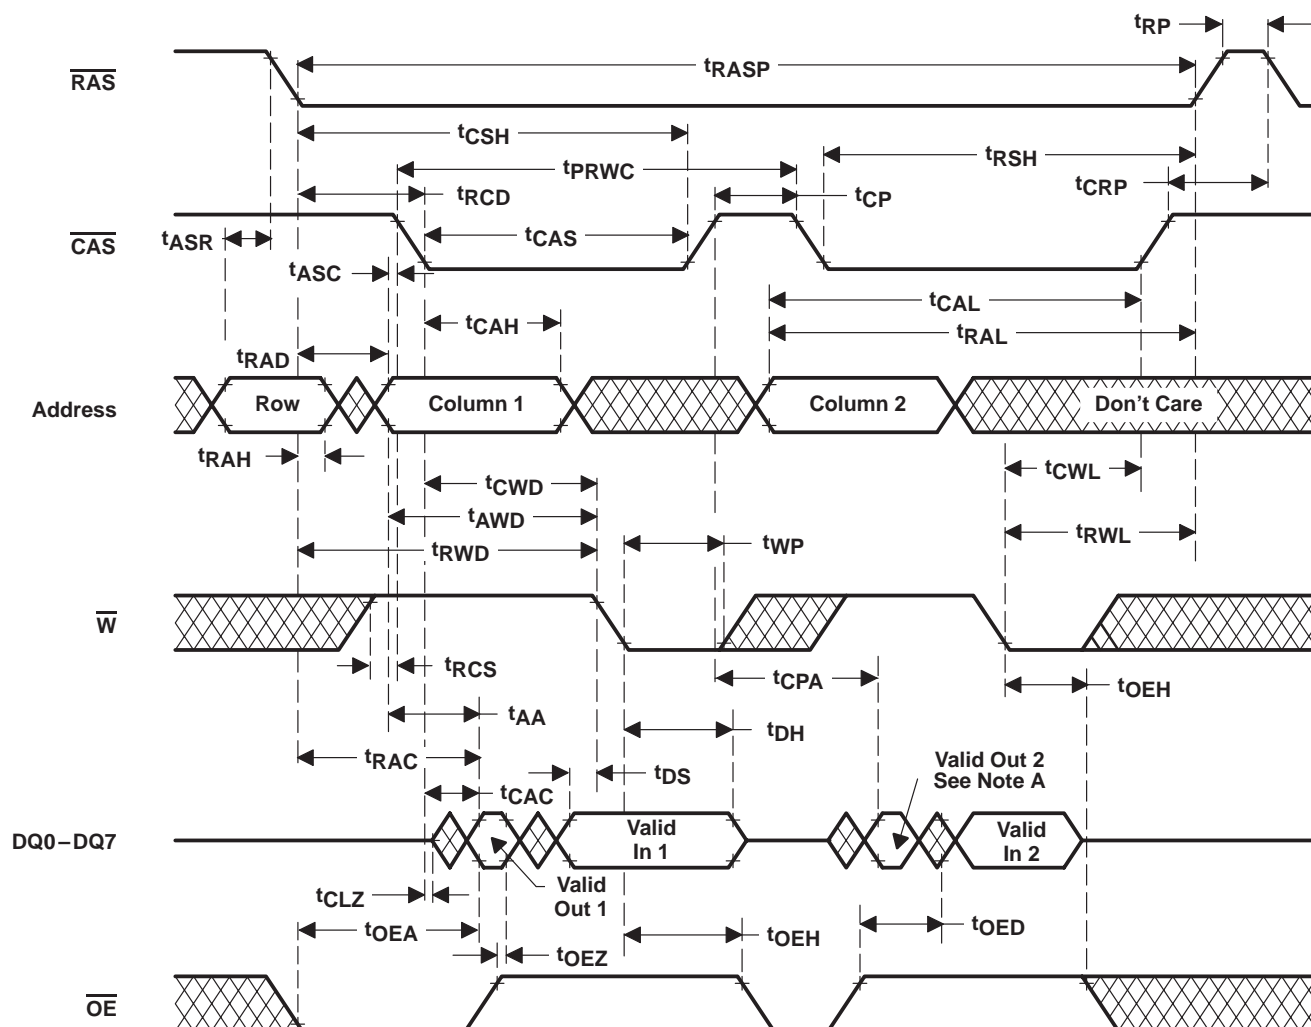 tRP
RAS
tRASP
tCSH
tRSH
tPRWC
tCRP
tRCD
tCP
CAS
tASR
tCAS
tASC
tCAL
tCAH
tRAL
tRAD
Address
Row
Column 1
Column 2
Don't Care
tRAH
tCWL
tCWD
tAWD
tRWL
tRWD
tWP
W
tRCS
tCPA
tOEH
tAA
tDH
tRAC
tDS
Valid Out 2
See Note A
tCAC
DQ0–DQ7
Valid
In 1
Valid
In 2
tCLZ
Valid
Out 1
tOEA
tOEH
tOED
tOEZ
OE